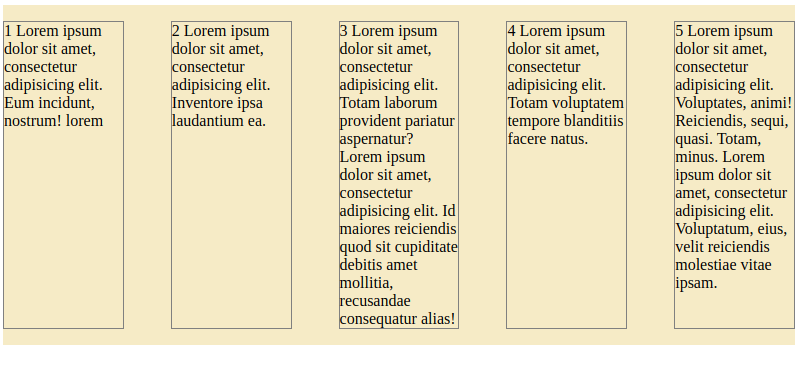 1 Lorem ipsum
dolor sit amet,
consectetur
adipisicing elit.
Eum incidunt,
nostrum! lorem
2 Lorem ipsum
dolor sit amet,
consectetur
adipisicing elit.
Inventore ipsa
laudantium ea.
3 Lorem ipsum
dolor sit amet,
consectetur
adipisicing elit.
Totam laborum
provident pariatur
aspernatur?
Lorem ipsum
dolor sit amet,
consectetur
adipisicing elit. Id
maiores reiciendis
quod sit cupiditate
debitis amet
mollitia,
recusandae
consequatur alias!
4 Lorem ipsum
dolor sit amet,
consectetur
adipisicing elit.
Totam voluptatem
tempore blanditiis
facere natus.
5 Lorem ipsum
dolor sit amet,
consectetur
adipisicing elit.
Voluptates, animi!
Reiciendis, sequi,
quasi. Totam,
minus. Lorem
ipsum dolor sit
amet, consectetur
adipisicing elit.
Voluptatum, eius,
velit reiciendis
molestiae vitae
ipsam.